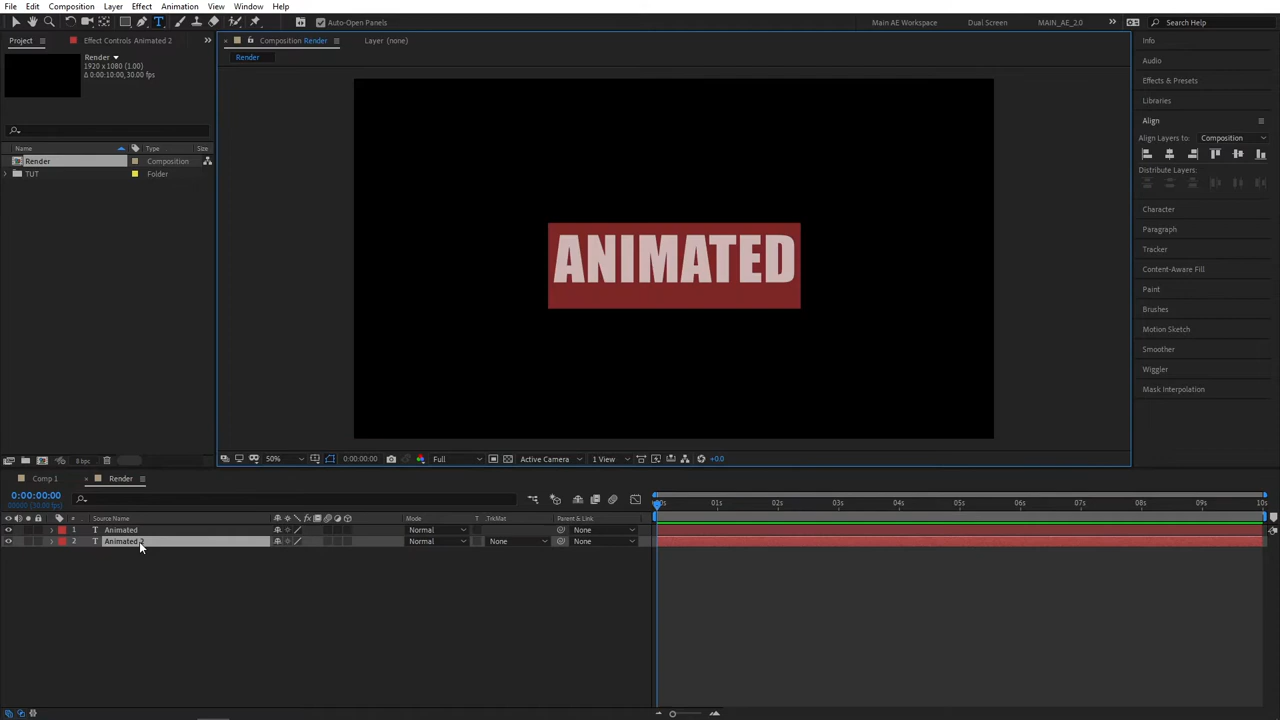 File Edit Composition Layer Effect Animation View Window Help
Auto-Open Panels Main AE Workspace Dual Screen MAIN_AE_2.0 Search Help
Project Effect Controls Animated 2 Composition Render Layer (none) Info
Render
Render
1920 x 1080 (1.00)
Δ 0:00:10:00, 30.00 fps
Audio
Effects & Presets
Libraries
Align
Align Layers to: Composition
Name Type Size
Render Composition
TUT Folder
Distribute Layers:
Character
Paragraph
Tracker
Content-Aware Fill
Paint
Brushes
Motion Sketch
Smoother
Wiggler
Mask Interpolation
ANIMATED
8 bpc 50% 0:00:00:00 Full Active Camera 1 View +0.0
Comp 1 Render
0:00:00:00
01s 02s 03s 04s 05s 06s 07s 08s 09s 10s
# Source Name fx Mode T .TrkMat Parent & Link
1 T Animated Normal None
2 T Animated 2 Normal None None